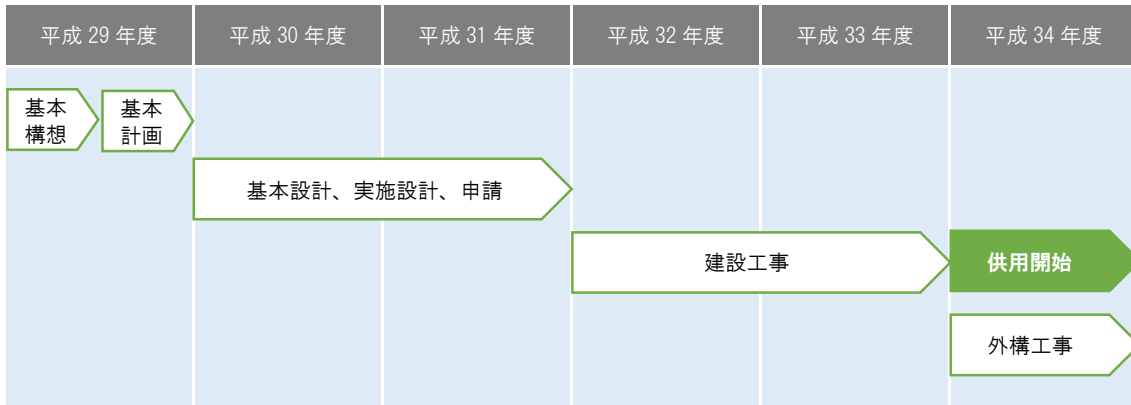 平成 29 年度
平成 30 年度
平成 31 年度
平成 32 年度
平成 33 年度
平成 34 年度
基本
構想
基本
計画
基本設計、実施設計、申請
建設工事
供用開始
外構工事